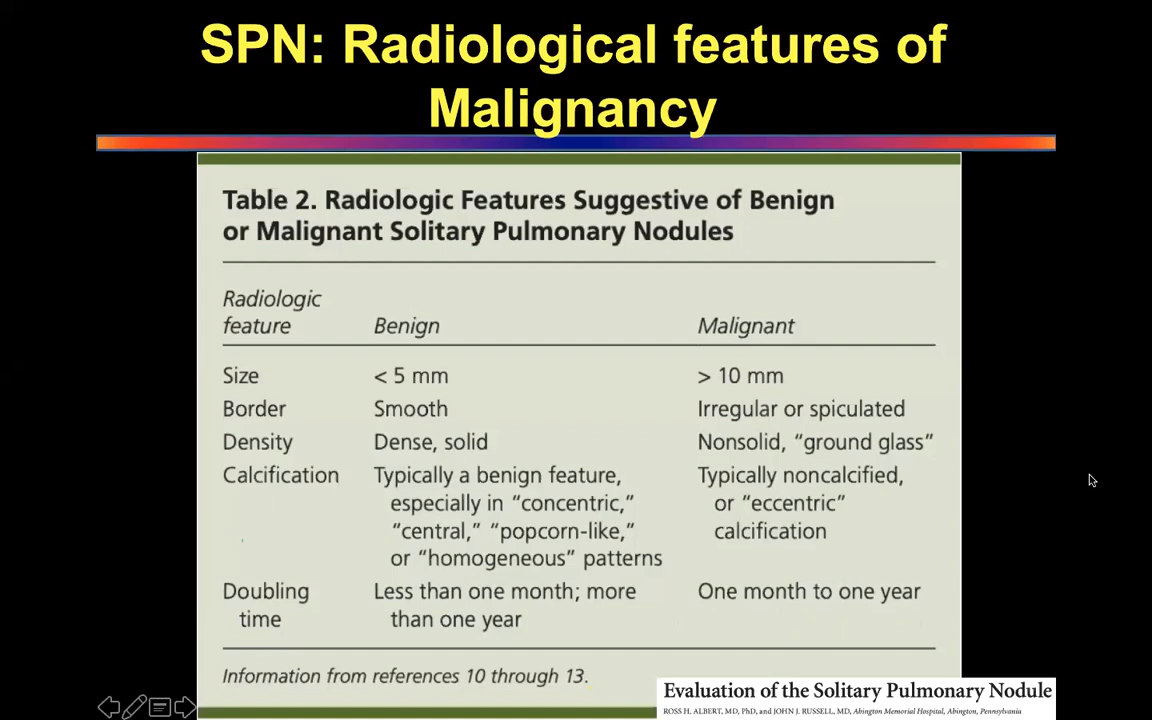 SPN: Radiological features of
Malignancy
Table 2. Radiologic Features Suggestive of Benign
or Malignant Solitary Pulmonary Nodules
Radiologic
feature Benign Malignant
Size < 5 mm > 10 mm
Border Smooth Irregular or spiculated
Density Dense, solid Nonsolid, “ground glass”
Calcification Typically a benign feature, Typically noncalcified,
especially in “concentric,” or “eccentric”
“central,” “popcorn-like,” calcification
or “homogeneous” patterns
Doubling Less than one month; more One month to one year
time than one year
Information from references 10 through 13.
Evaluation of the Solitary Pulmonary Nodule
ROSS H. ALBERT, MD, PhD, and JOHN J. RUSSELL, MD, Abington Memorial Hospital, Abington, Pennsylvania